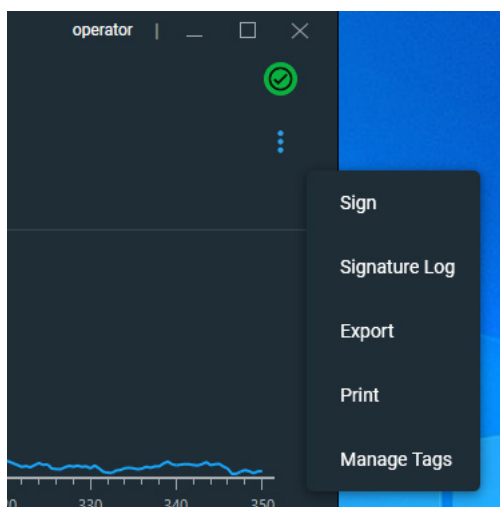 operator |
Sign
Signature Log
Export
Print
Manage Tags
330 340 350